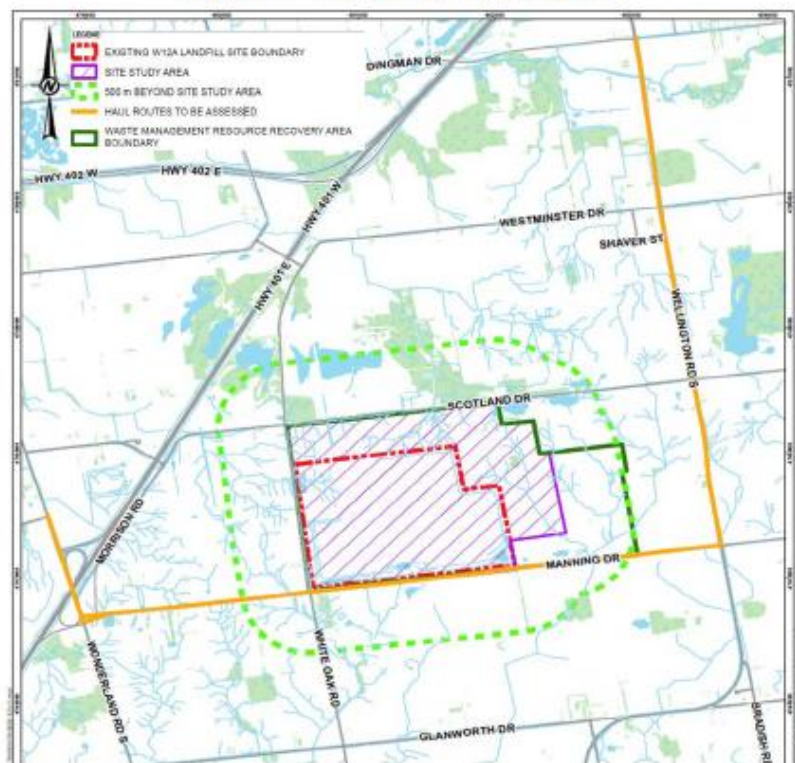 LEGEND
EXISTING W12A LANDFILL SITE BOUNDARY
SITE STUDY AREA
500 m BEYOND SITE STUDY AREA
HAUL ROUTES TO BE ASSESSED
WASTE MANAGEMENT RESOURCE RECOVERY AREA
BOUNDARY
N
DINGMAN DR
HWY 402 W
HWY 402 E
HWY 401 W
WESTMINSTER DR
SHAVER ST
HWY 401 E
WELLINGTON RD S
SCOTLAND DR
MORRISON RD
MANNING DR
WONDERLAND RD S
WHITE OAK RD
GLANWORTH DR